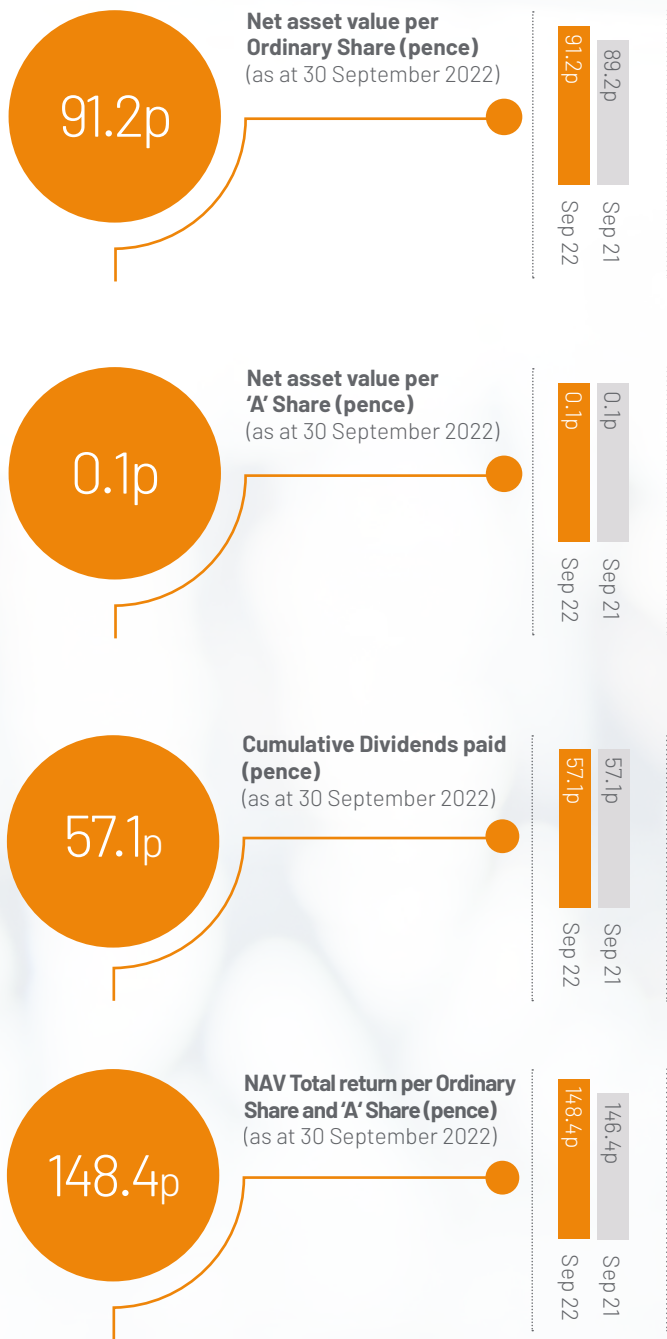 91.2p
Net asset value per
Ordinary Share (pence)
(as at 30 September 2022)
91.2p
89.2p
Sep 22
Sep 21
0.1p
Net asset value per
‘A’ Share (pence)
(as at 30 September 2022)
0.1p
0.1p
Sep 22
Sep 21
57.1p
Cumulative Dividends paid
(pence)
(as at 30 September 2022)
57.1p
57.1p
Sep 22
Sep 21
148.4p
NAV Total return per Ordinary
Share and ‘A’ Share (pence)
(as at 30 September 2022)
148.4p
146.4p
Sep 22
Sep 21